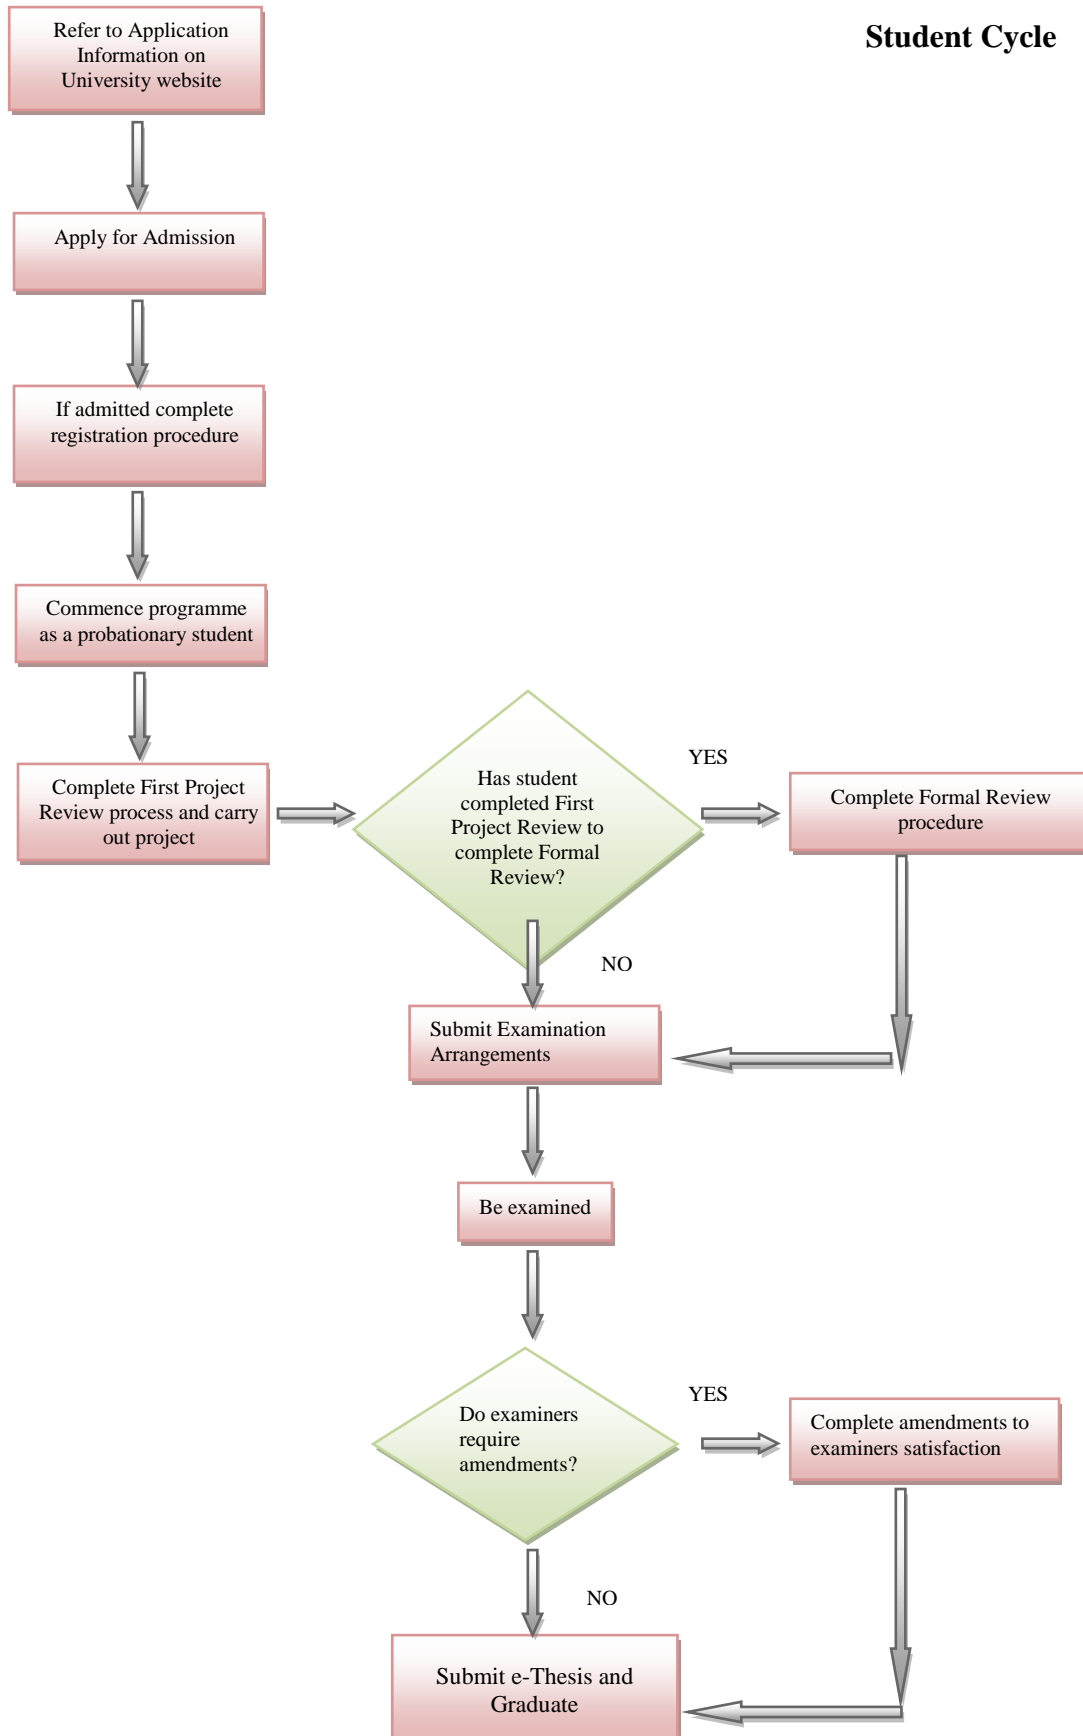 Student Cycle
Refer to Application
Information on
University website
Apply for Admission
If admitted complete
registration procedure
Commence programme
as a probationary student
Complete First Project
Review process and carry
out project
Has student
completed First
Project Review to
complete Formal
Review?
YES
Complete Formal Review
procedure
NO
Submit Examination
Arrangements
Be examined
Do examiners
require
amendments?
YES
Complete amendments to
examiners satisfaction
NO
Submit e-Thesis and
Graduate